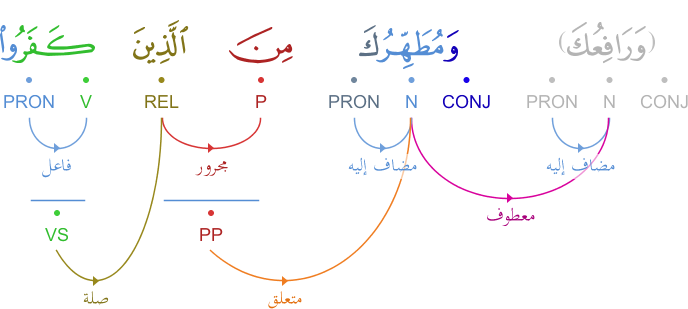 (وَرَافِعُكَ) وَمُطَهِّرُكَ مِنَ ٱلَّذِينَ كَفَرُوا۟
PRON V REL P PRON N CONJ PRON N CONJ
فاعل مجرور مضاف إليه مضاف إليه
معطوف
VS PP
صلة متعلق